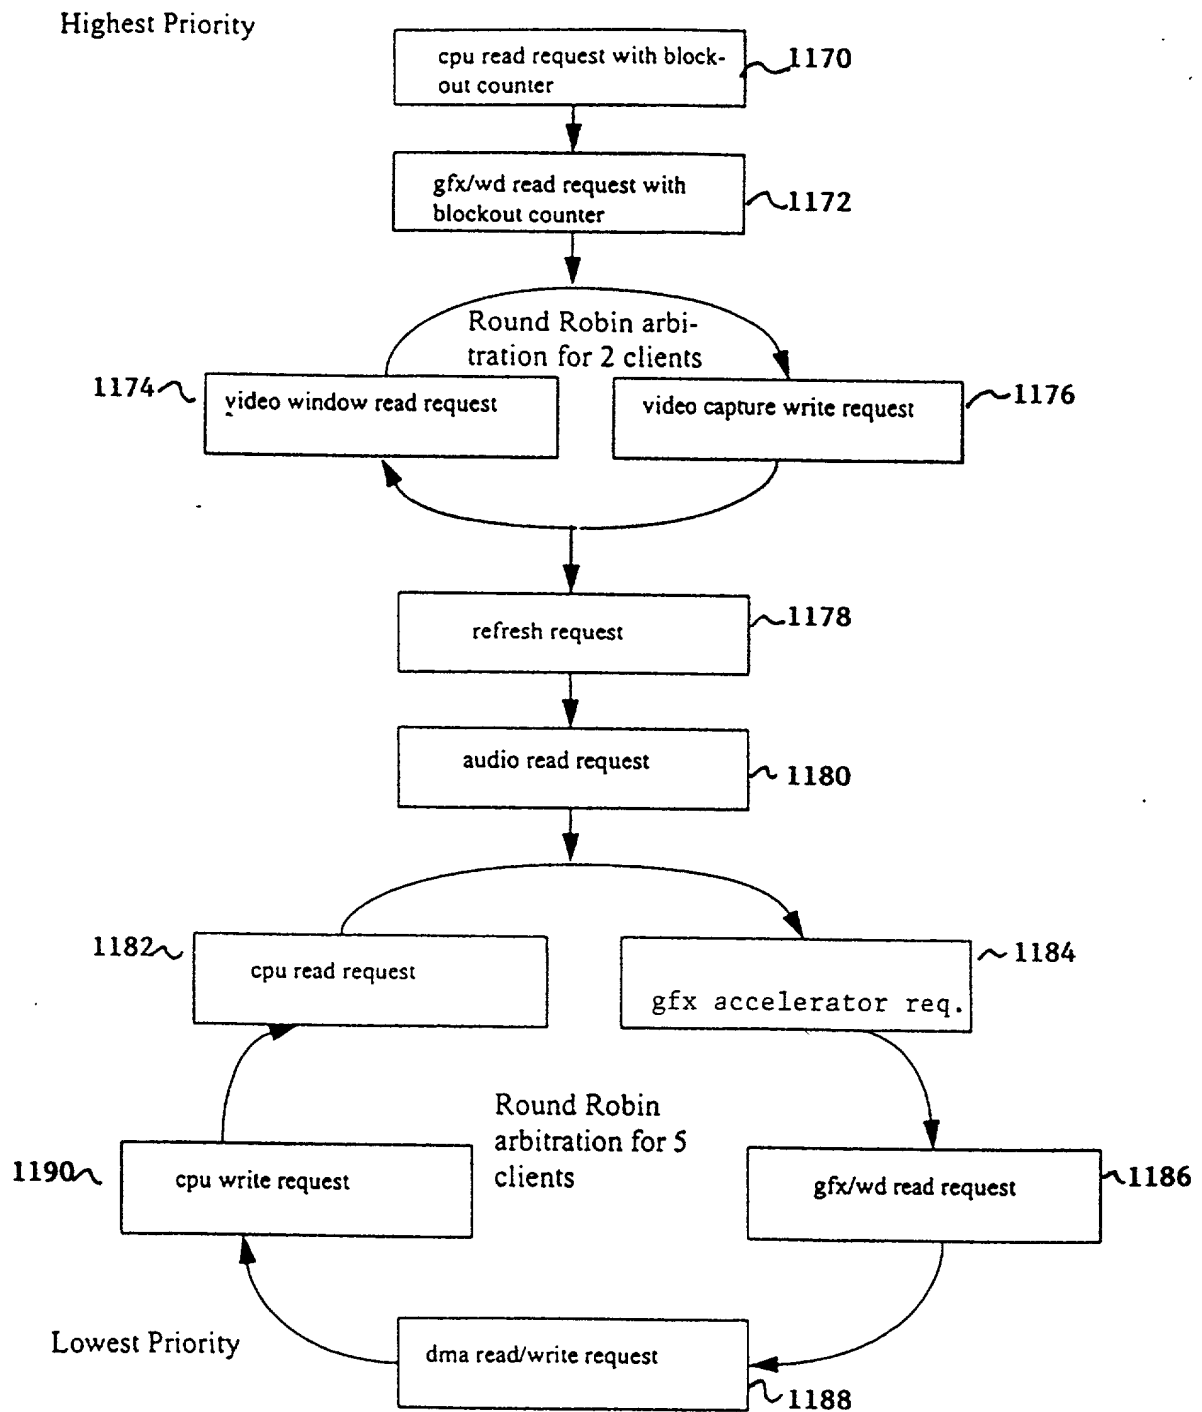 Highest Priority
cpu read request with block-
out counter
1170
gfx/wd read request with
blockout counter
1172
Round Robin arbi-
tration for 2 clients
1174
video window read request
video capture write request
1176
refresh request
1178
audio read request
1180
1182
cpu read request
gfx accelerator req.
1184
Round Robin
arbitration for 5
clients
1190
cpu write request
gfx/wd read request
1186
Lowest Priority
dma read/write request
1188